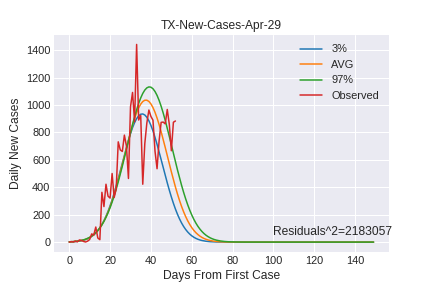 TX-New-Cases-Apr-29
1400
1200
1000
800
600
400
200
0
Daily New Cases
3%
AVG
97%
Observed
Residuals^2=2183057
0 20 40 60 80 100 120 140
Days From First Case